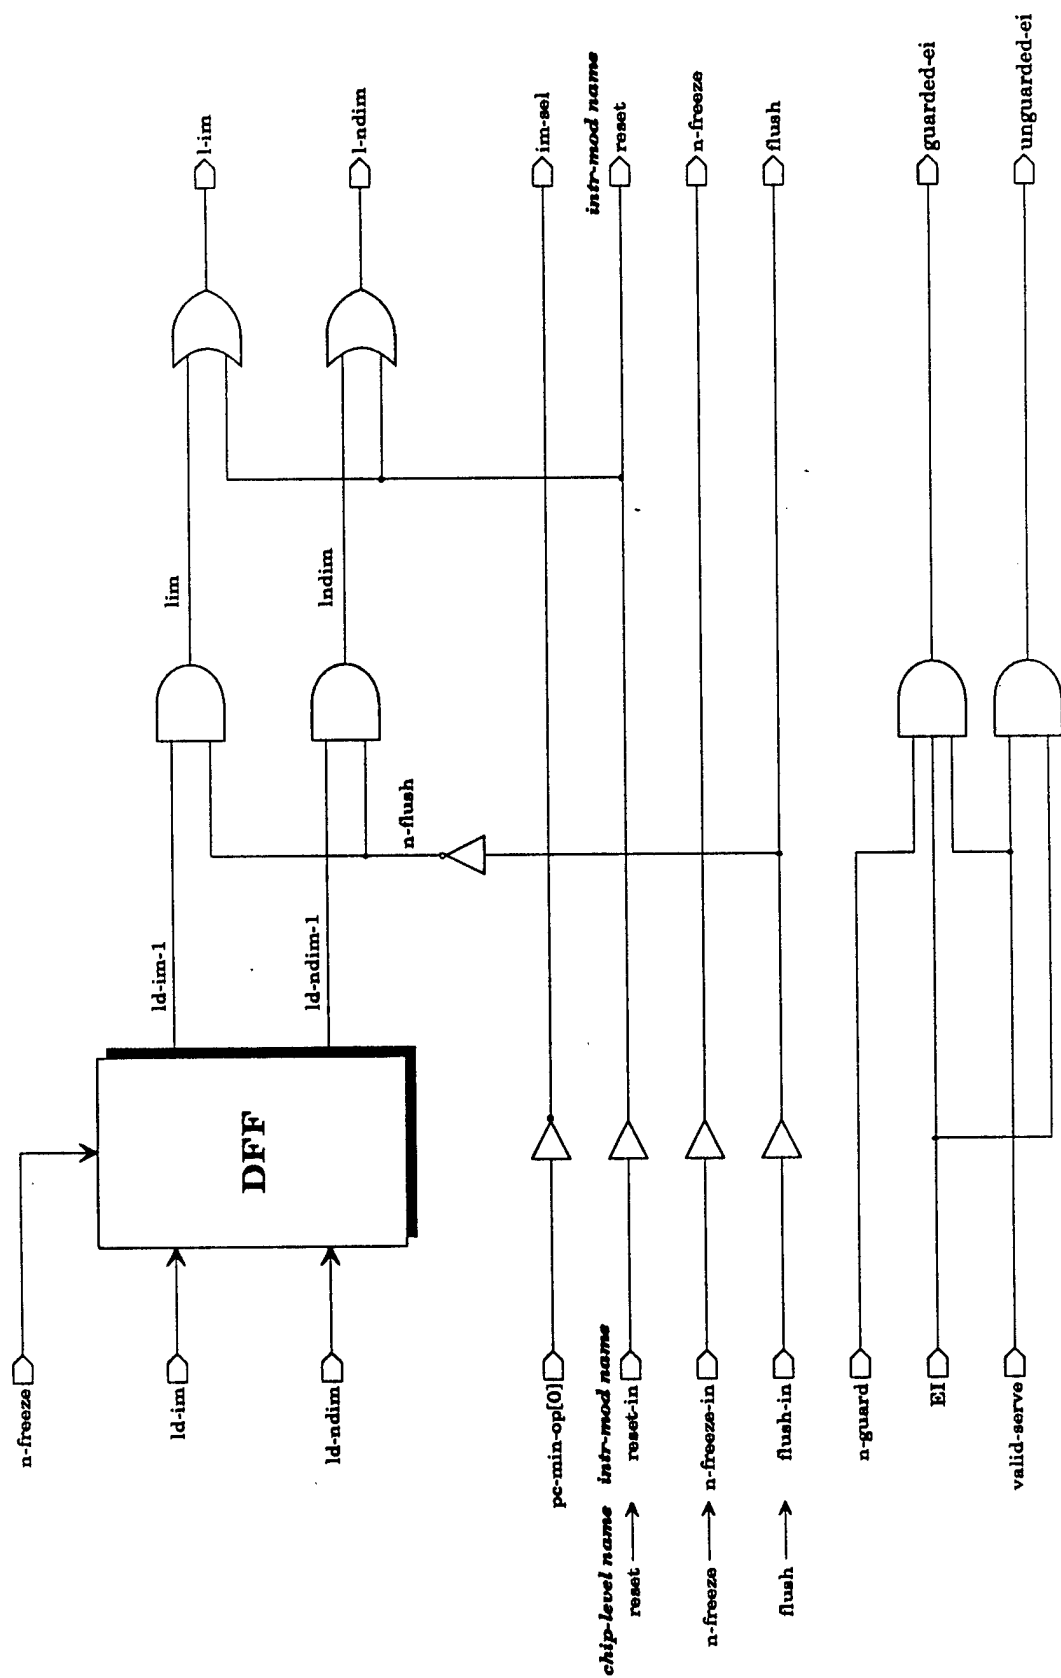 n-freeze
ld-im
ld-ndim
DFF
ld-im-1
ld-ndim-1
n-flush
lim
lndim
l-im
l-ndim
pc-min-op[0]
im-sel
chip-level name
intr-mod name
intr-mod name
reset
reset-in
reset
n-freeze
n-freeze-in
n-freeze
flush
flush-in
flush
n-guard
EI
valid-serve
guarded-ei
unguarded-ei